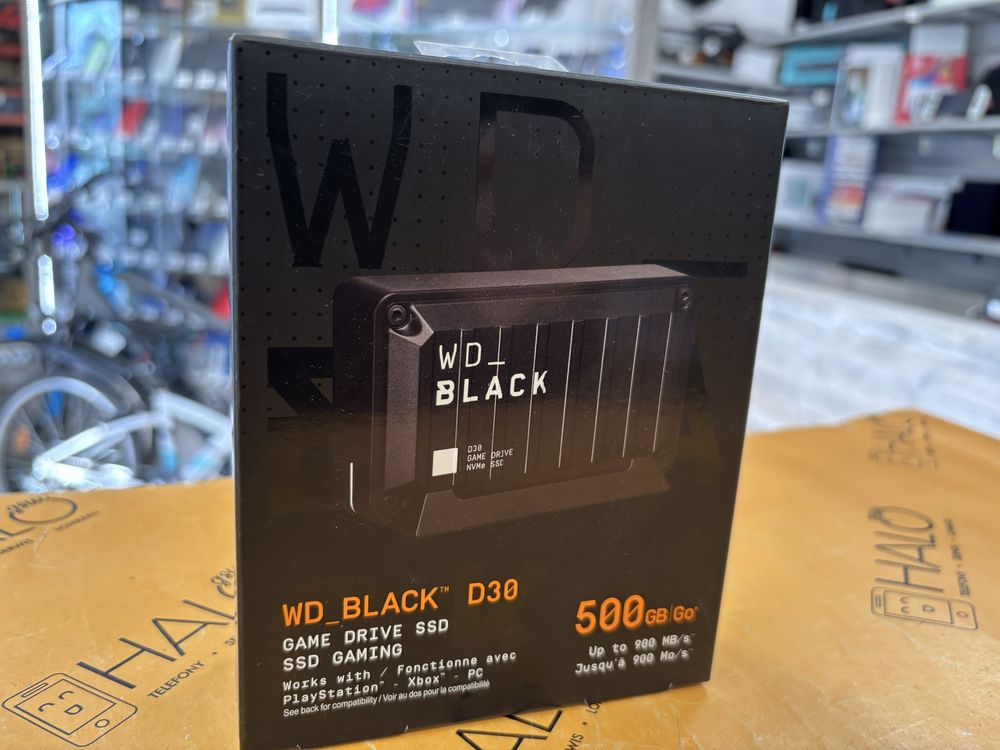 WD_
WD_
BLACK
D30
GAME DRIVE
NVMe SSD
WD_BLACK™ D30
GAME DRIVE SSD
SSD GAMING
Works with / Fonctionne avec
PlayStation™ - Xbox™ - PC
See back for compatibility / Voir au dos pour la compatibilité
500GB/Go*
Up to 900 MB/s
Jusqu'à 900 Mo/s
HALO
HALO
TELEFONY
HALO